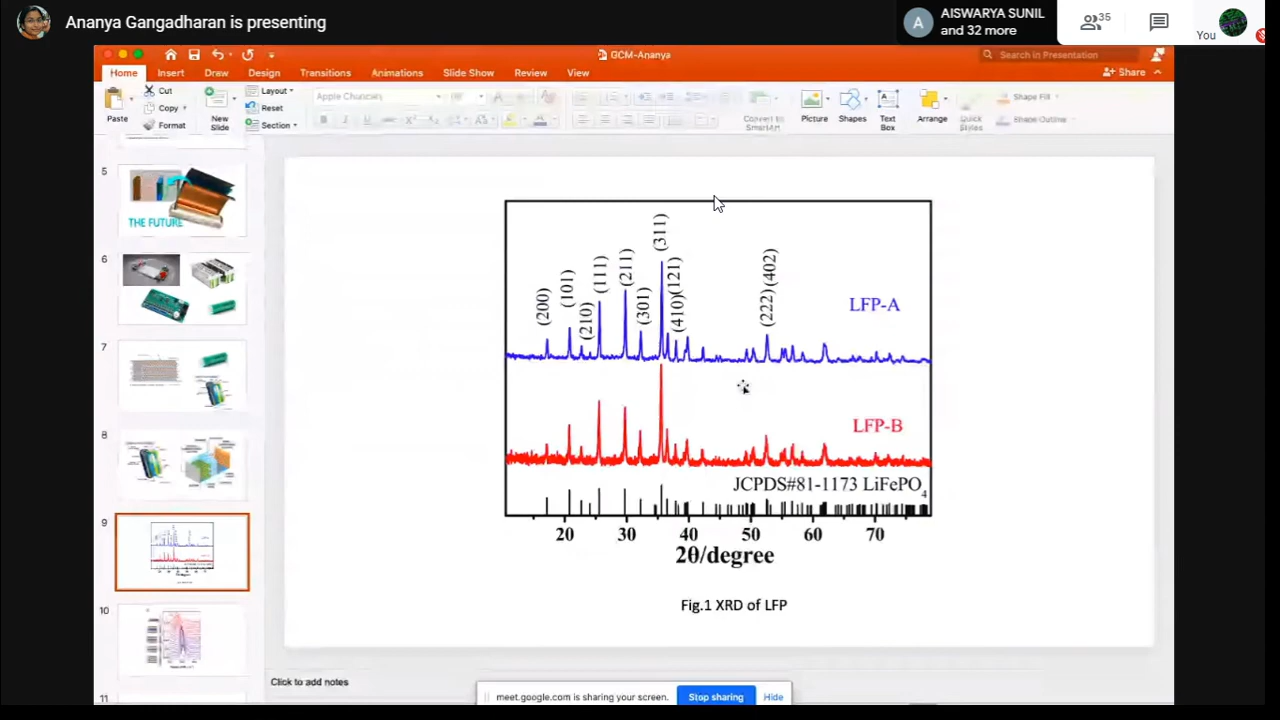 Ananya Gangadharan is presenting
AISWARYA SUNIL
and 32 more
A
35
You
GCM-Ananya
Search in Presentation
Home Insert Draw Design Transitions Animations Slide Show Review View
Share
Paste
Cut
Copy
Format
New
Slide
Layout
Reset
Section
Convert to
SmartArt
Picture
Shapes
Text
Box
Arrange
Quick
Styles
Shape Fill
Shape Outline
5
THE FUTURE
6
7
8
9
10
11
(200)
(101)
(210)
(111)
(211)
(301)
(311)
(410)
(121)
(222)
(402)
LFP-A
LFP-B
JCPDS#81-1173 LiFePO4
20 30 40 50 60 70
2θ/degree
Fig.1 XRD of LFP
Click to add notes
meet.google.com is sharing your screen.
Stop sharing
Hide